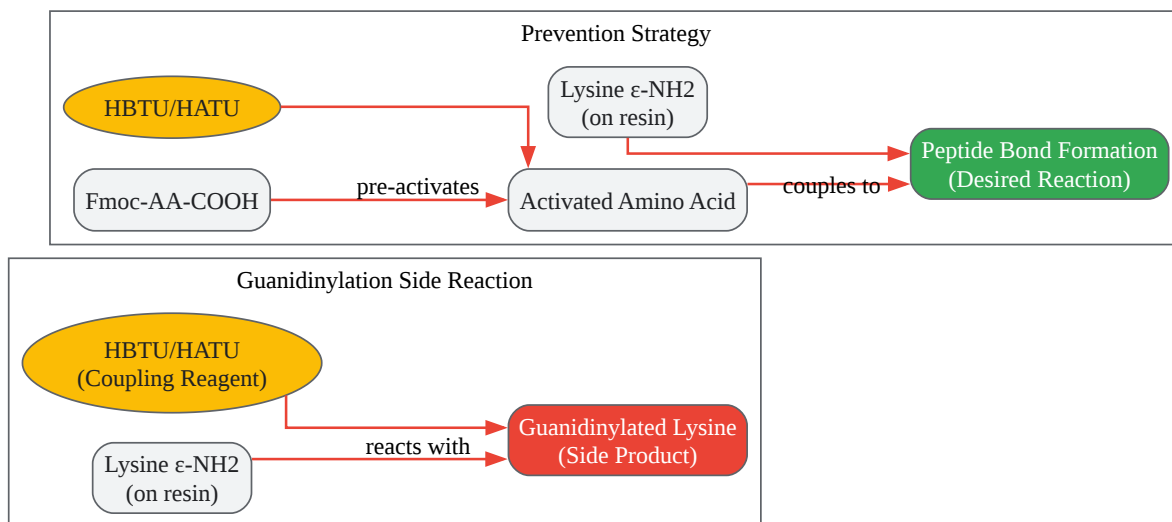 Prevention Strategy
HBTU/HATU
Lysine ε-NH2
(on resin)
Peptide Bond Formation
(Desired Reaction)
Fmoc-AA-COOH
pre-activates
Activated Amino Acid
couples to
Guanidinylation Side Reaction
HBTU/HATU
(Coupling Reagent)
Guanidinylated Lysine
(Side Product)
reacts with
Lysine ε-NH2
(on resin)